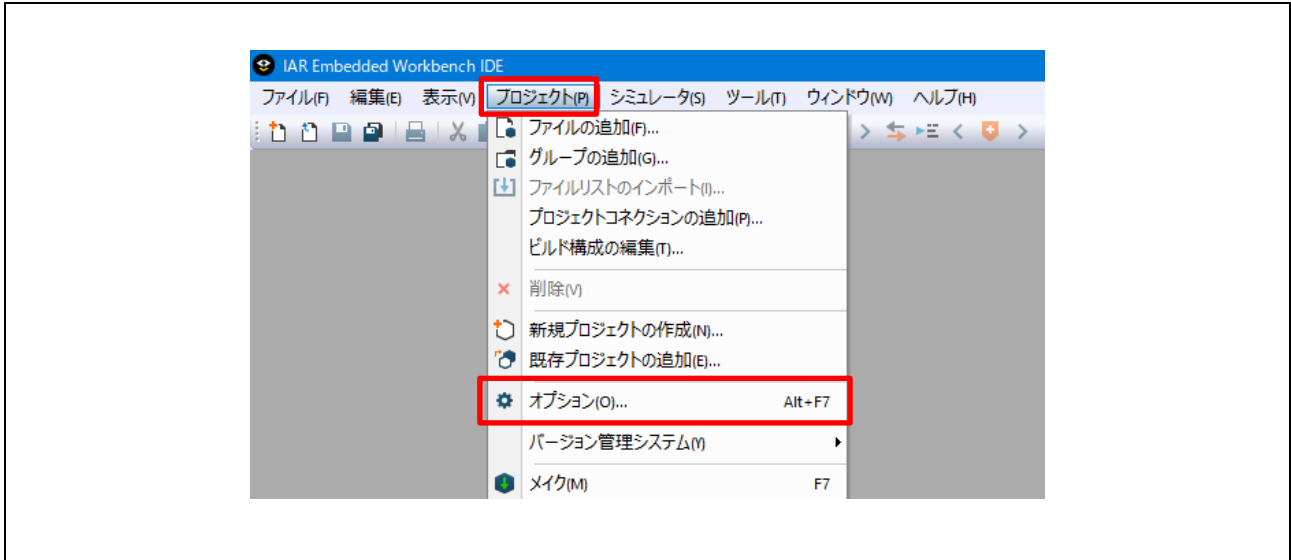 IAR Embedded Workbench IDE
ファイル(F) 編集(E) 表示(V) プロジェクト(P) シミュレータ(S) ツール(T) ウィンドウ(W) ヘルプ(H)
ファイルの追加(F)...
グループの追加(G)...
ファイルリストのインポート(I)...
プロジェクトコネクションの追加(P)...
ビルド構成の編集(T)...
削除(V)
新規プロジェクトの作成(N)...
既存プロジェクトの追加(E)...
オプション(O)... Alt+F7
バージョン管理システム(Y)
メイク(M) F7